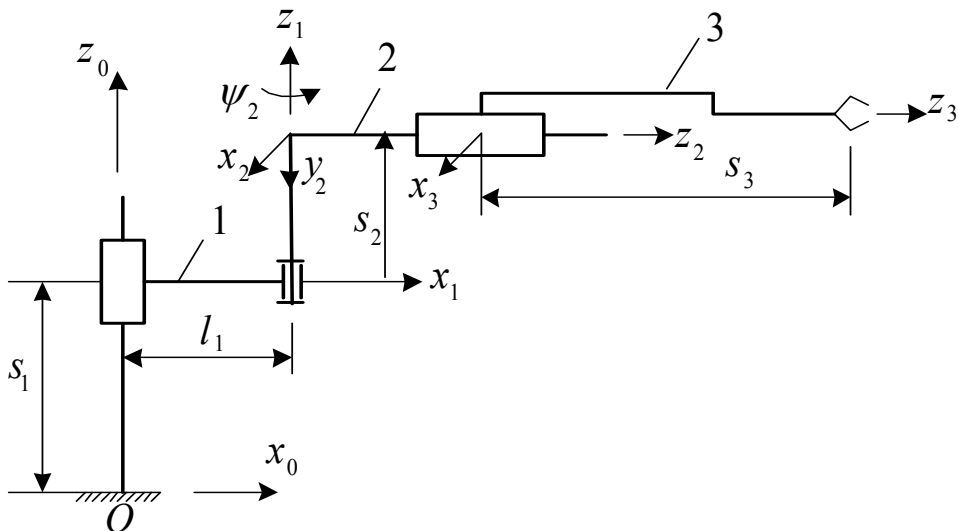 z₁
2
3
z₀
ψ₂
z₃
x₂
y₂
z₂
x₃
s₃
s₂
1
x₁
l₁
s₁
x₀
O